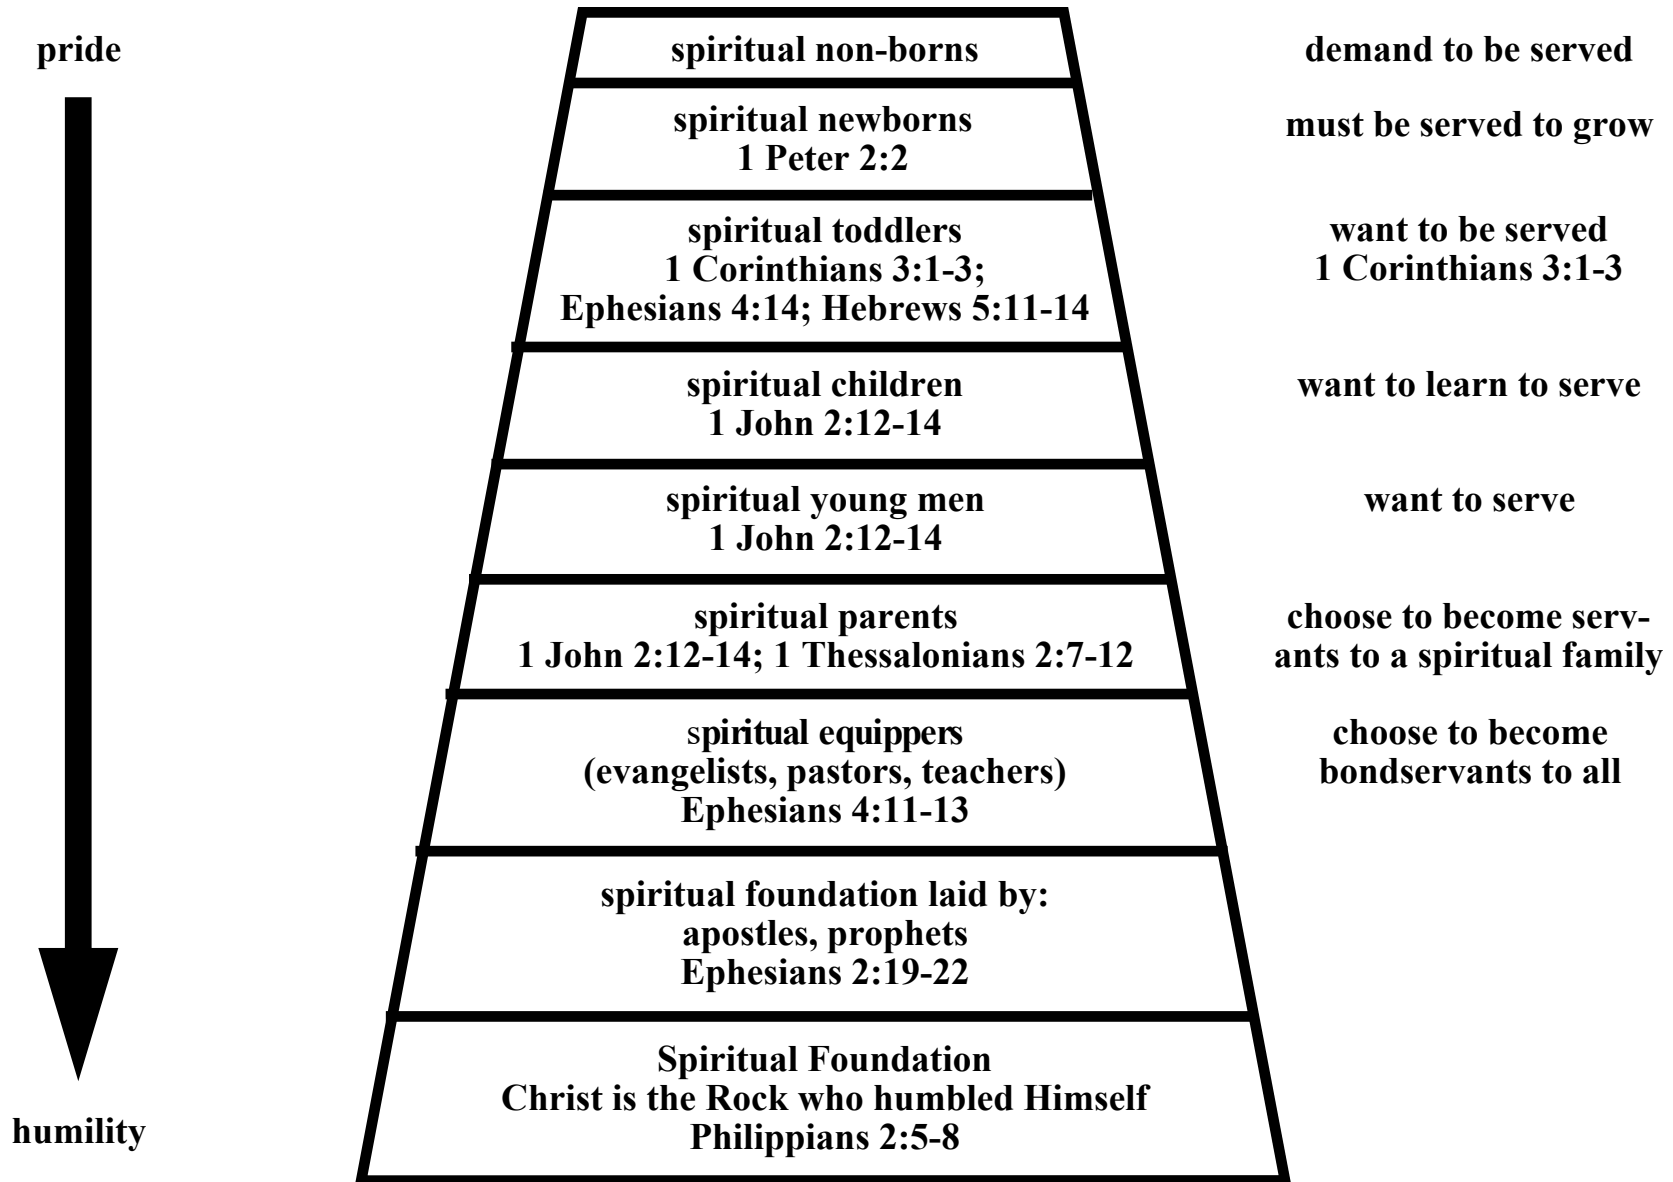 pride
spiritual non-borns
demand to be served
spiritual newborns
1 Peter 2:2
must be served to grow
spiritual toddlers
1 Corinthians 3:1-3;
Ephesians 4:14; Hebrews 5:11-14
want to be served
1 Corinthians 3:1-3
spiritual children
1 John 2:12-14
want to learn to serve
spiritual young men
1 John 2:12-14
want to serve
spiritual parents
1 John 2:12-14; 1 Thessalonians 2:7-12
choose to become serv-
ants to a spiritual family
spiritual equippers
(evangelists, pastors, teachers)
Ephesians 4:11-13
choose to become
bondservants to all
spiritual foundation laid by:
apostles, prophets
Ephesians 2:19-22
Spiritual Foundation
Christ is the Rock who humbled Himself
Philippians 2:5-8
humility